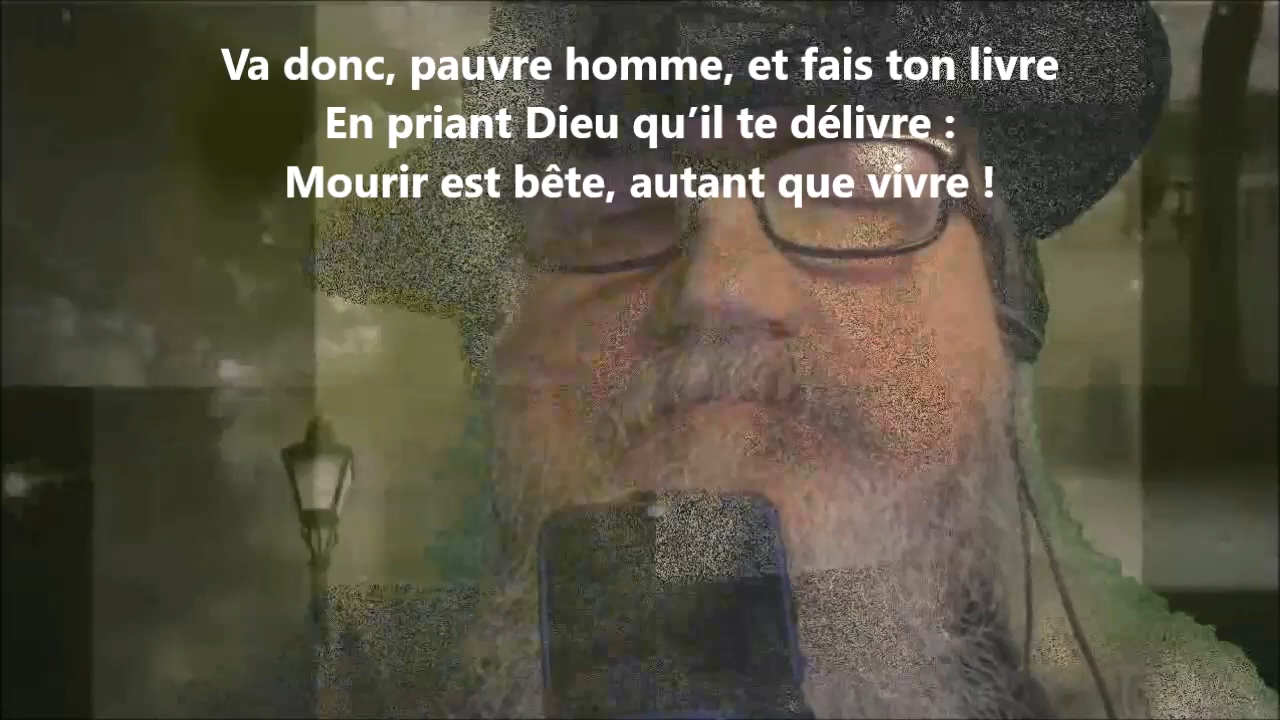 Va donc, pauvre homme, et fais ton livre
En priant Dieu qu’il te délivre :
Mourir est bête, autant que vivre !